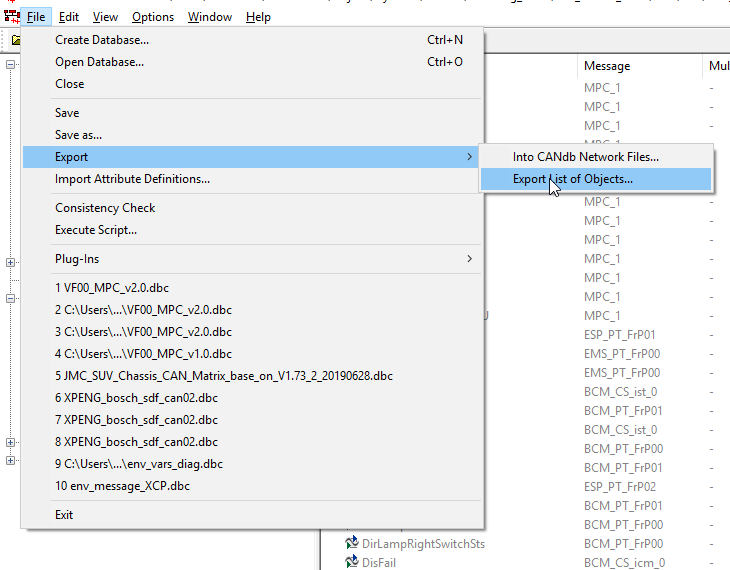 File Edit View Options Window Help
Create Database... Ctrl+N
Open Database... Ctrl+O
Close
Save
Save as...
Export
Import Attribute Definitions...
Consistency Check
Execute Script...
Plug-Ins
1 VF00_MPC_v2.0.dbc
2 C:\Users\...\VF00_MPC_v2.0.dbc
3 C:\Users\...\VF00_MPC_v2.0.dbc
4 C:\Users\...\VF00_MPC_v1.0.dbc
5 JMC_SUV_Chassis_CAN_Matrix_base_on_V1.73_2_20190628.dbc
6 XPENG_bosch_sdf_can02.dbc
7 XPENG_bosch_sdf_can02.dbc
8 XPENG_bosch_sdf_can02.dbc
9 C:\Users\...\env_vars_diag.dbc
10 env_message_XCP.dbc
Exit
Into CANdb Network Files...
Export List of Objects...
Message Mul
MPC_1 -
MPC_1 -
MPC_1 -
MPC_1 -
MPC_1 -
MPC_1 -
MPC_1 -
MPC_1 -
MPC_1 -
MPC_1 -
ESP_PT_FrP01 -
EMS_PT_FrP00 -
EMS_PT_FrP00 -
BCM_CS_ist_0 -
BCM_PT_FrP01 -
BCM_CS_ist_0 -
BCM_PT_FrP00 -
BCM_PT_FrP01 -
ESP_PT_FrP02 -
BCM_PT_FrP01 -
BCM_PT_FrP00 -
DirLampRightSwitchSts BCM_PT_FrP00 -
DisFail BCM_CS_icm_0 -